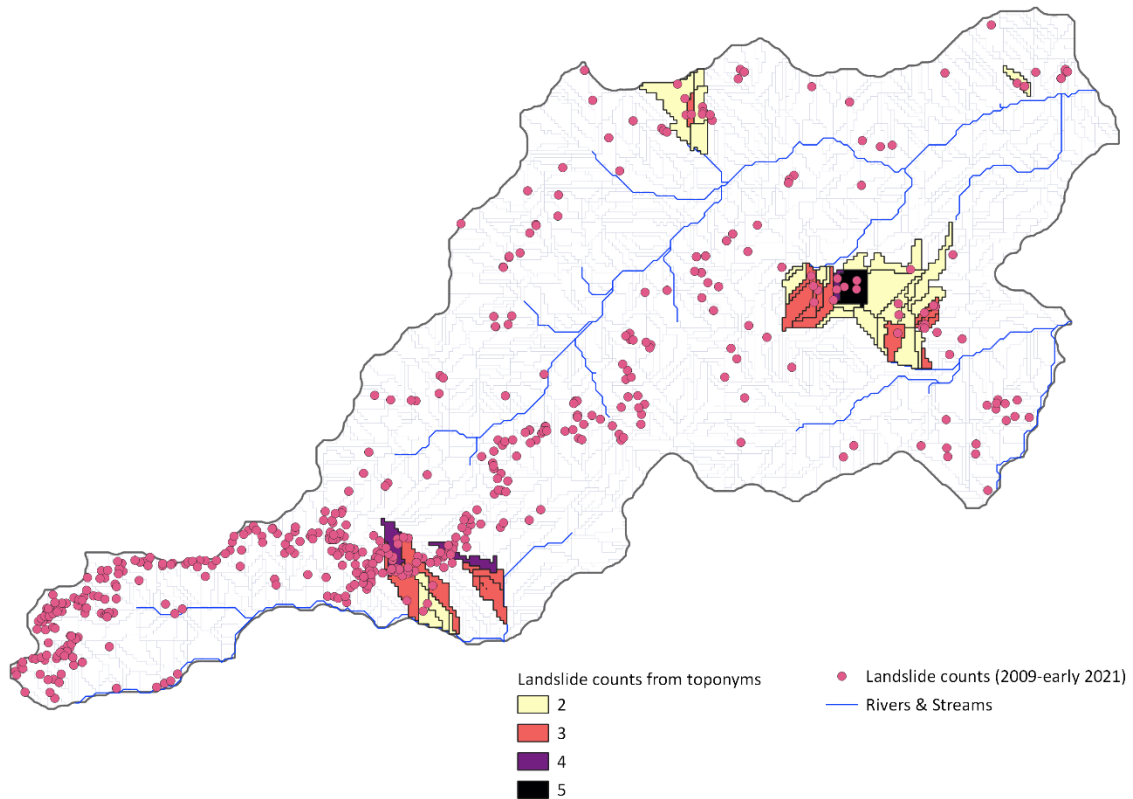 Landslide counts from toponyms
2
3
4
5
Landslide counts (2009-early 2021)
Rivers & Streams